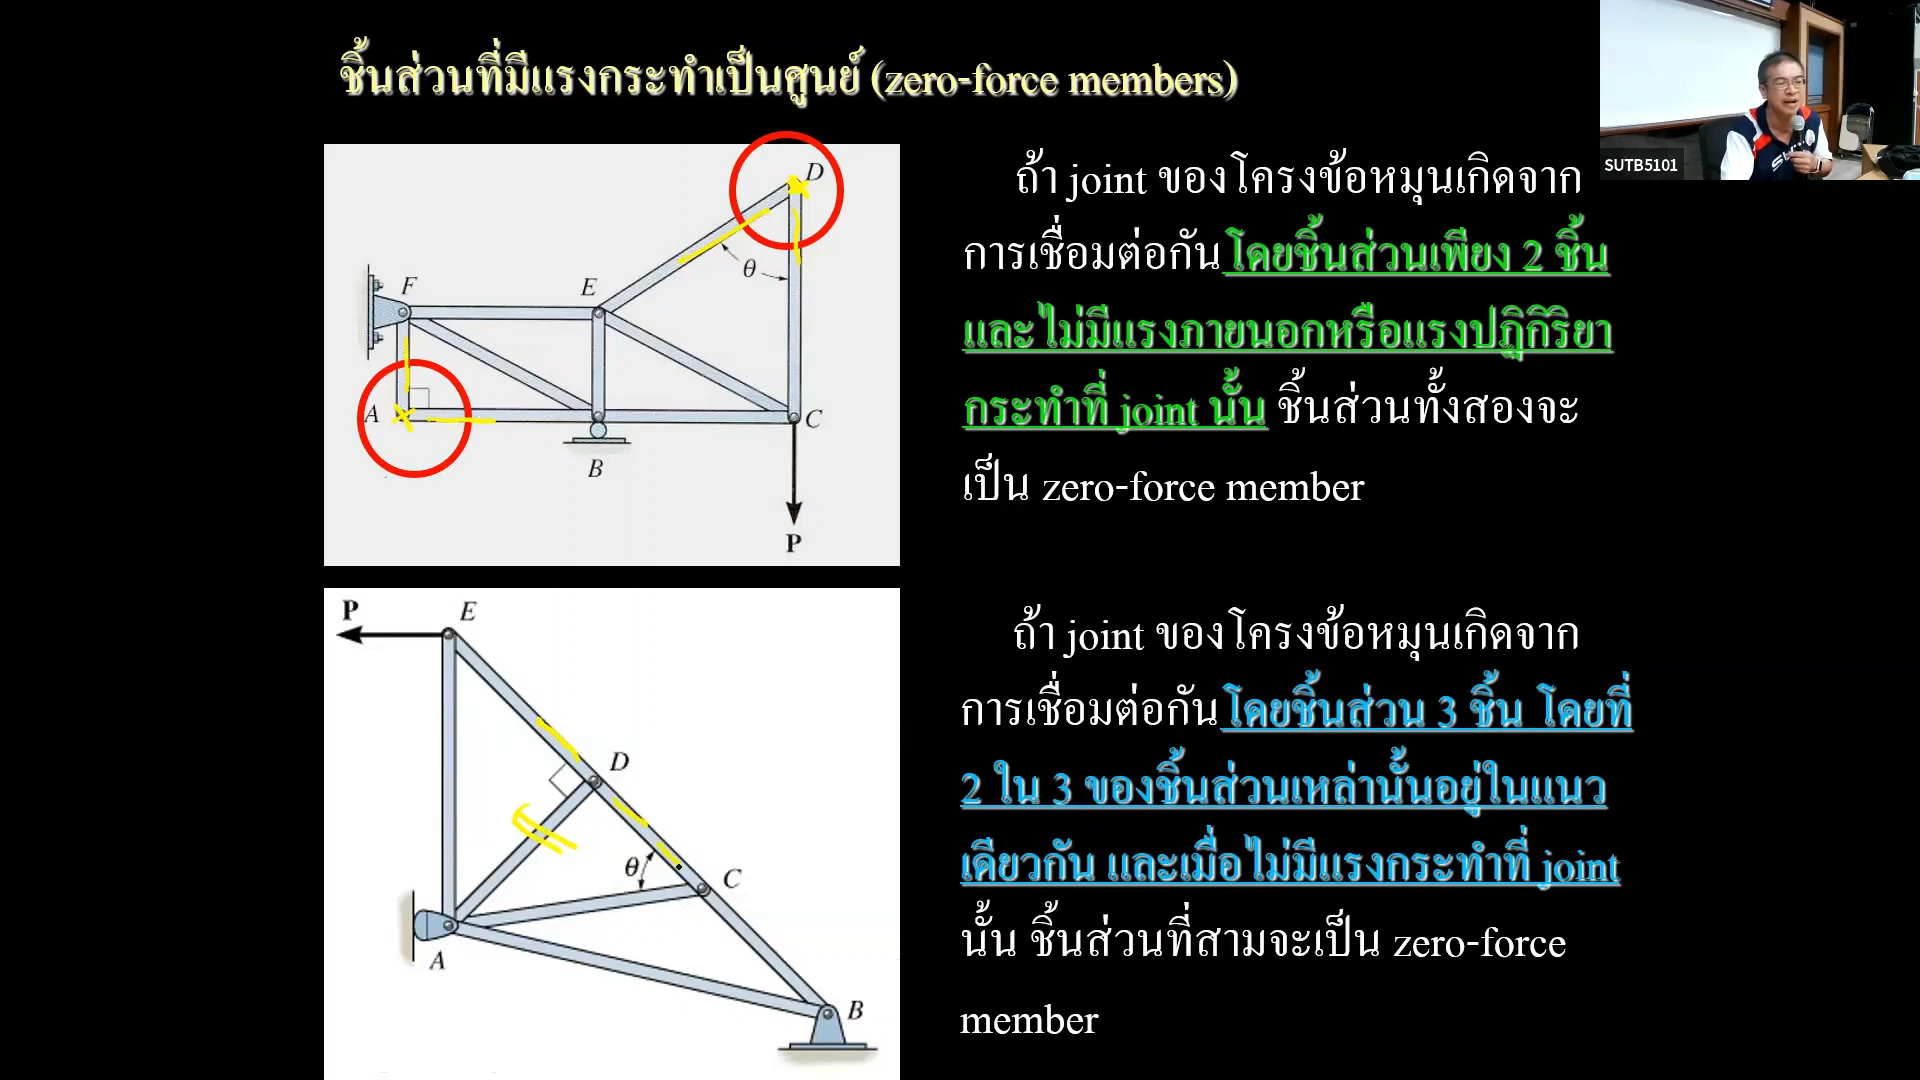 ชิ้นส่วนที่มีแรงกระทำเป็นศูนย์ (zero-force members)
SUTB5101
ถ้า joint ของโครงข้อหมุนเกิดจาก
การเชื่อมต่อกันโดยชิ้นส่วนเพียง 2 ชิ้น
และไม่มีแรงภายนอกหรือแรงปฏิกิริยา
กระทำที่ joint นั้น ชิ้นส่วนทั้งสองจะ
เป็น zero-force member
D
θ
F
E
A
C
B
P
ถ้า joint ของโครงข้อหมุนเกิดจาก
การเชื่อมต่อกันโดยชิ้นส่วน 3 ชิ้น โดยที่
2 ใน 3 ของชิ้นส่วนเหล่านั้นอยู่ในแนว
เดียวกัน และเมื่อไม่มีแรงกระทำที่ joint
นั้น ชิ้นส่วนที่สามจะเป็น zero-force
member
P
E
D
θ
C
A
B